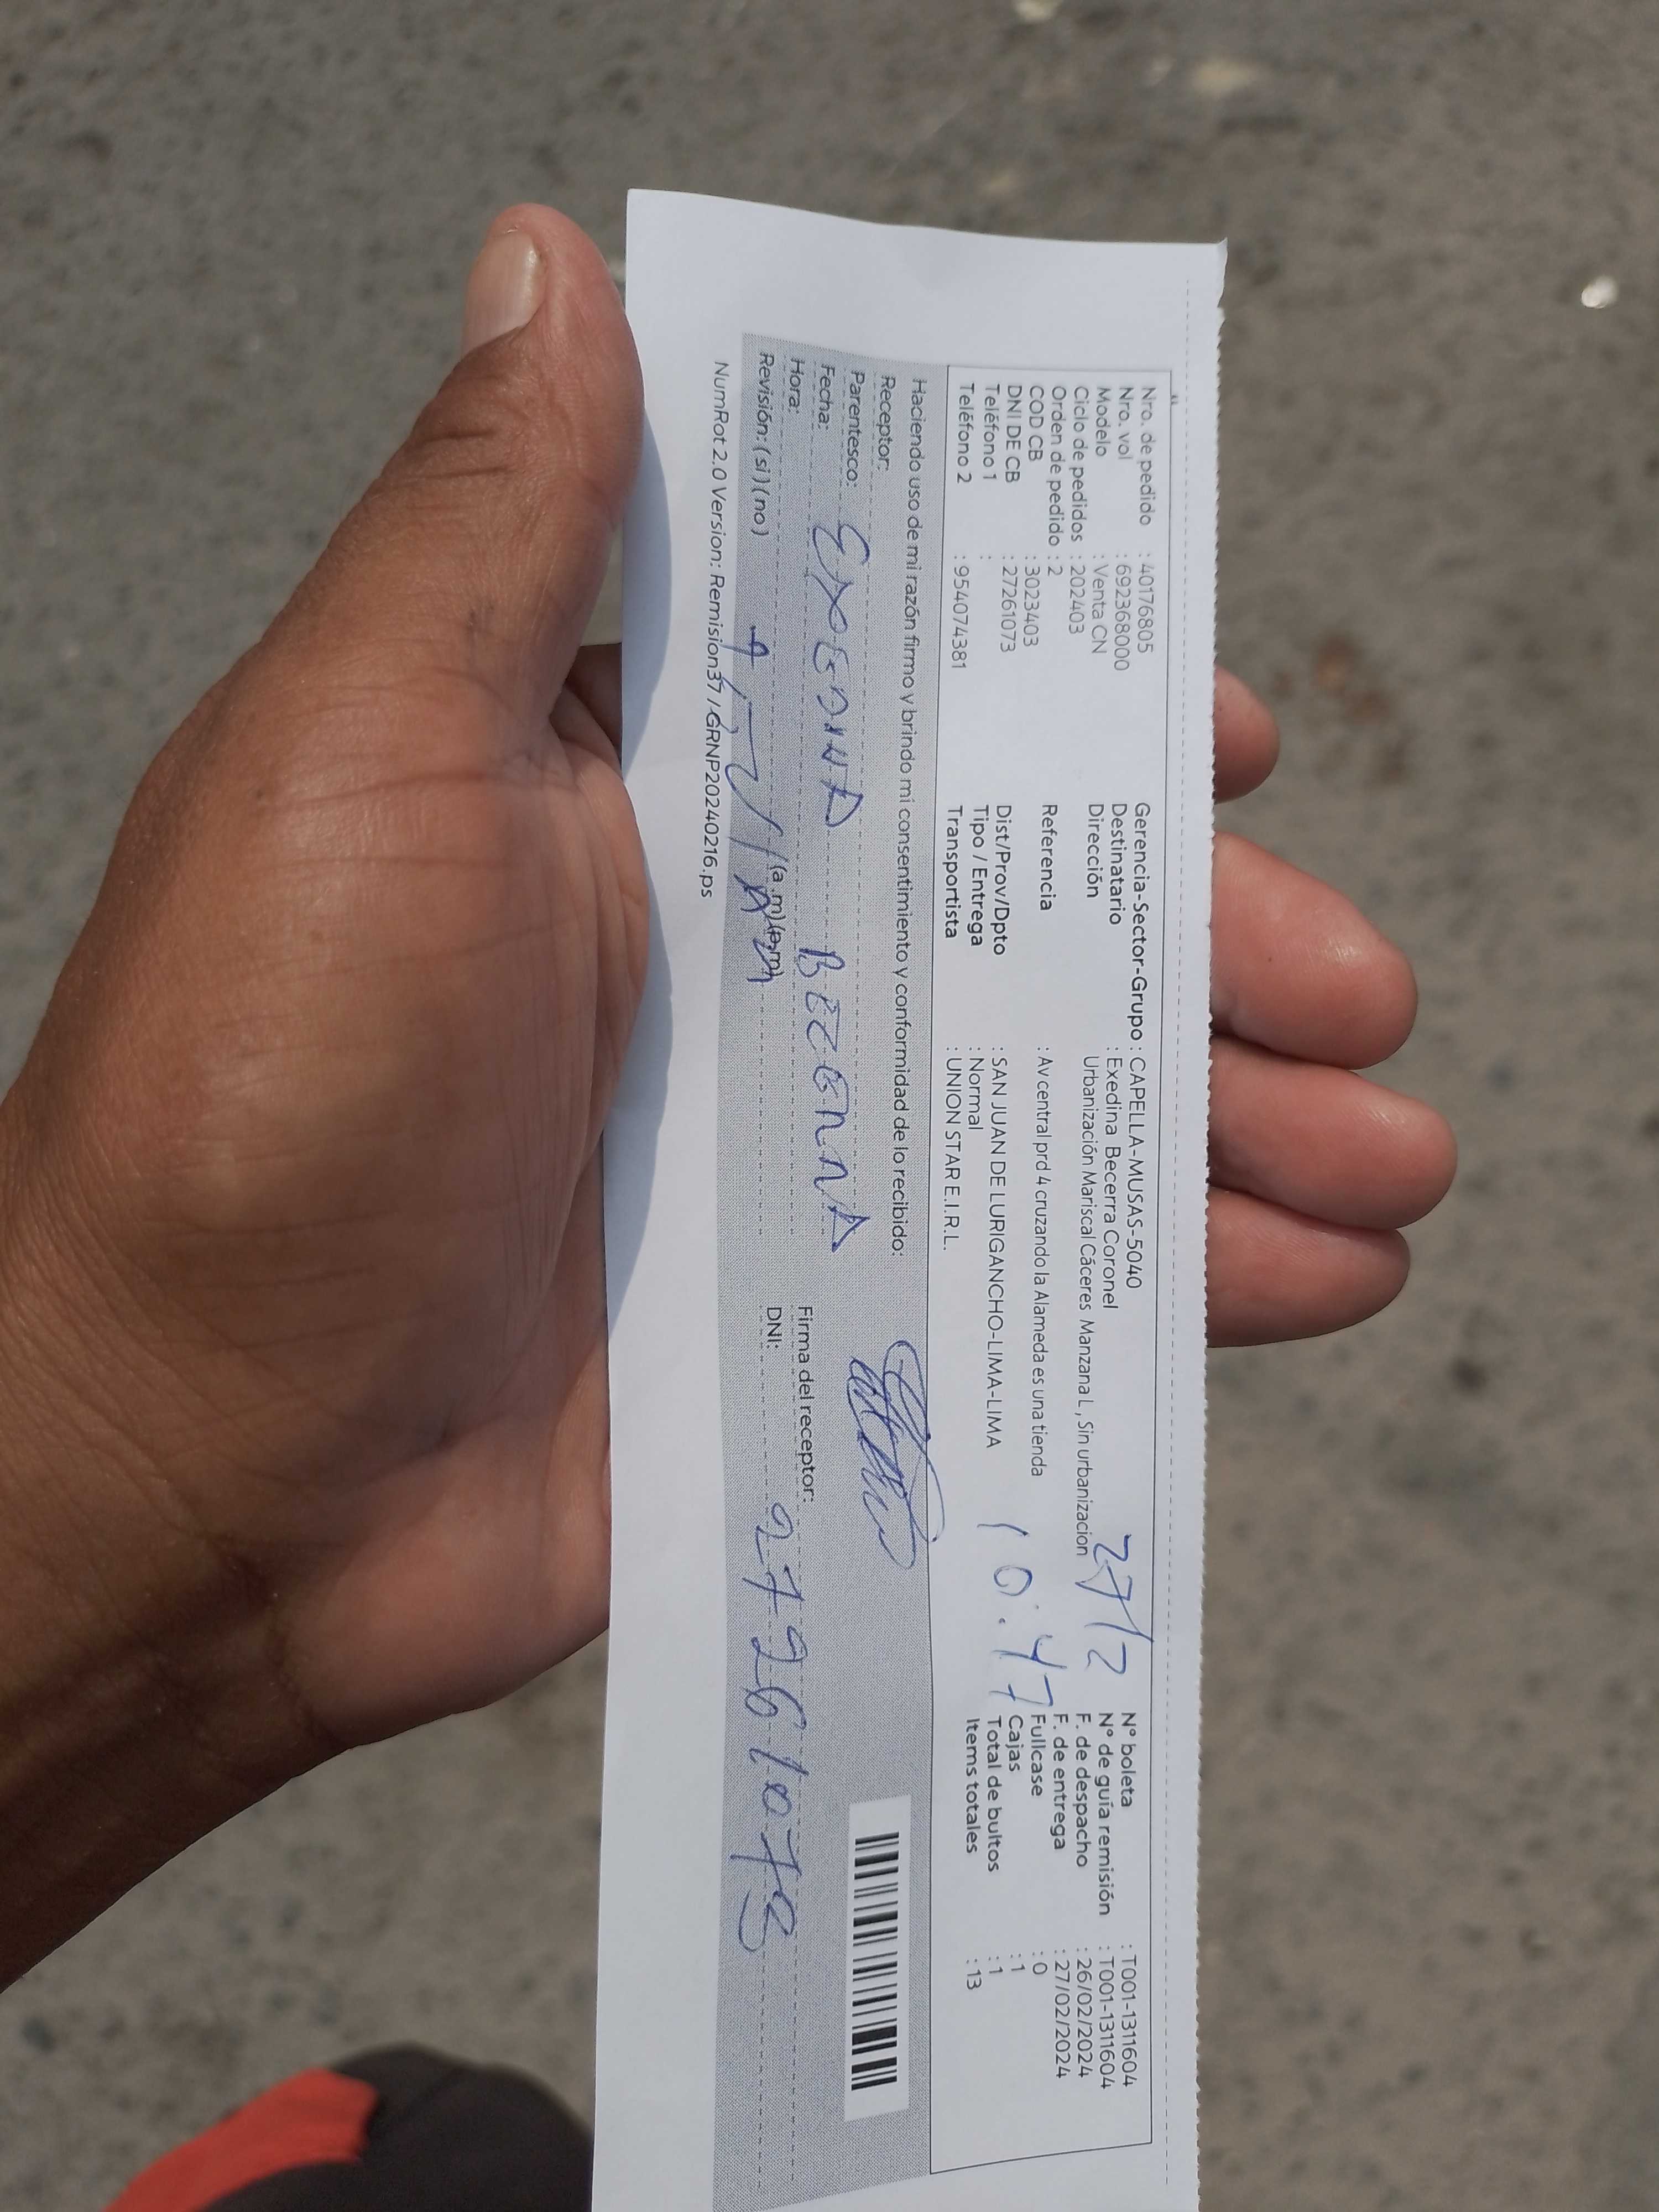 Nro. de pedido : 40176805
Nro. vol : 692368000
Modelo : Venta CN
Ciclo de pedidos : 202403
Orden de pedido : 2
COD CB : 3023403
DNI DE CB : 27261073
Teléfono 1 :
Teléfono 2 : 954074381
Gerencia-Sector-Grupo : CAPELLA-MUSAS-5040
Destinatario : Exedina Becerra Coronel
Dirección Urbanización Mariscal Cáceres Manzana L , Sin urbanizacion
Referencia : Av central prd 4 cruzando la Alameda es una tienda
Dist/Prov/Dpto : SAN JUAN DE LURIGANCHO-LIMA-LIMA
Tipo / Entrega : Normal
Transportista : UNION STAR E.I.R.L.
27/2
10:47
N° boleta : T001-1311604
N° de guía remisión : T001-1311604
F. de despacho : 26/02/2024
F. de entrega : 27/02/2024
Fullcase : 0
Cajas : 1
Total de bultos : 1
Items totales : 13
Haciendo uso de mi razón firmo y brindo mi consentimiento y conformidad de lo recibido:
Receptor:
Parentesco:
Fecha:
Hora: (a.m) (p.m)
Revisión: (si) (no)
Firma del receptor:
DNI: 27261073
NumRot 2.0 Version: Remision37 / GRNP20240216.ps